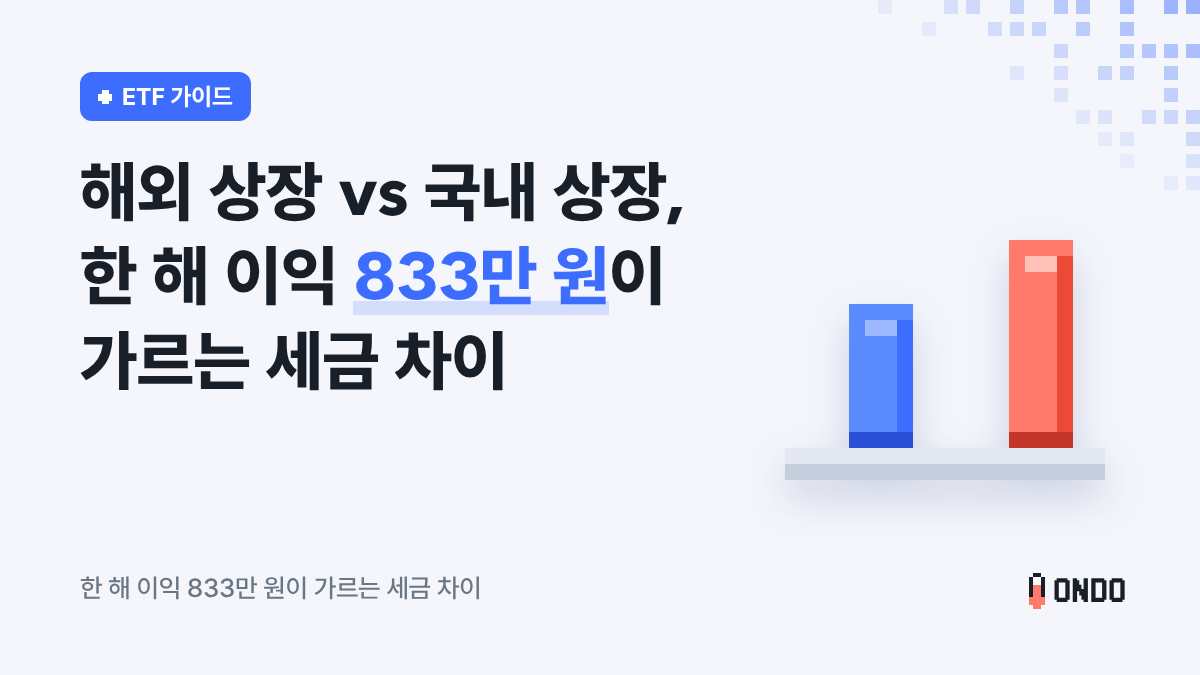 ETF 가이드
해외 상장 vs 국내 상장,
한 해 이익 833만 원이
가르는 세금 차이
한 해 이익 833만 원이 가르는 세금 차이
ONDO